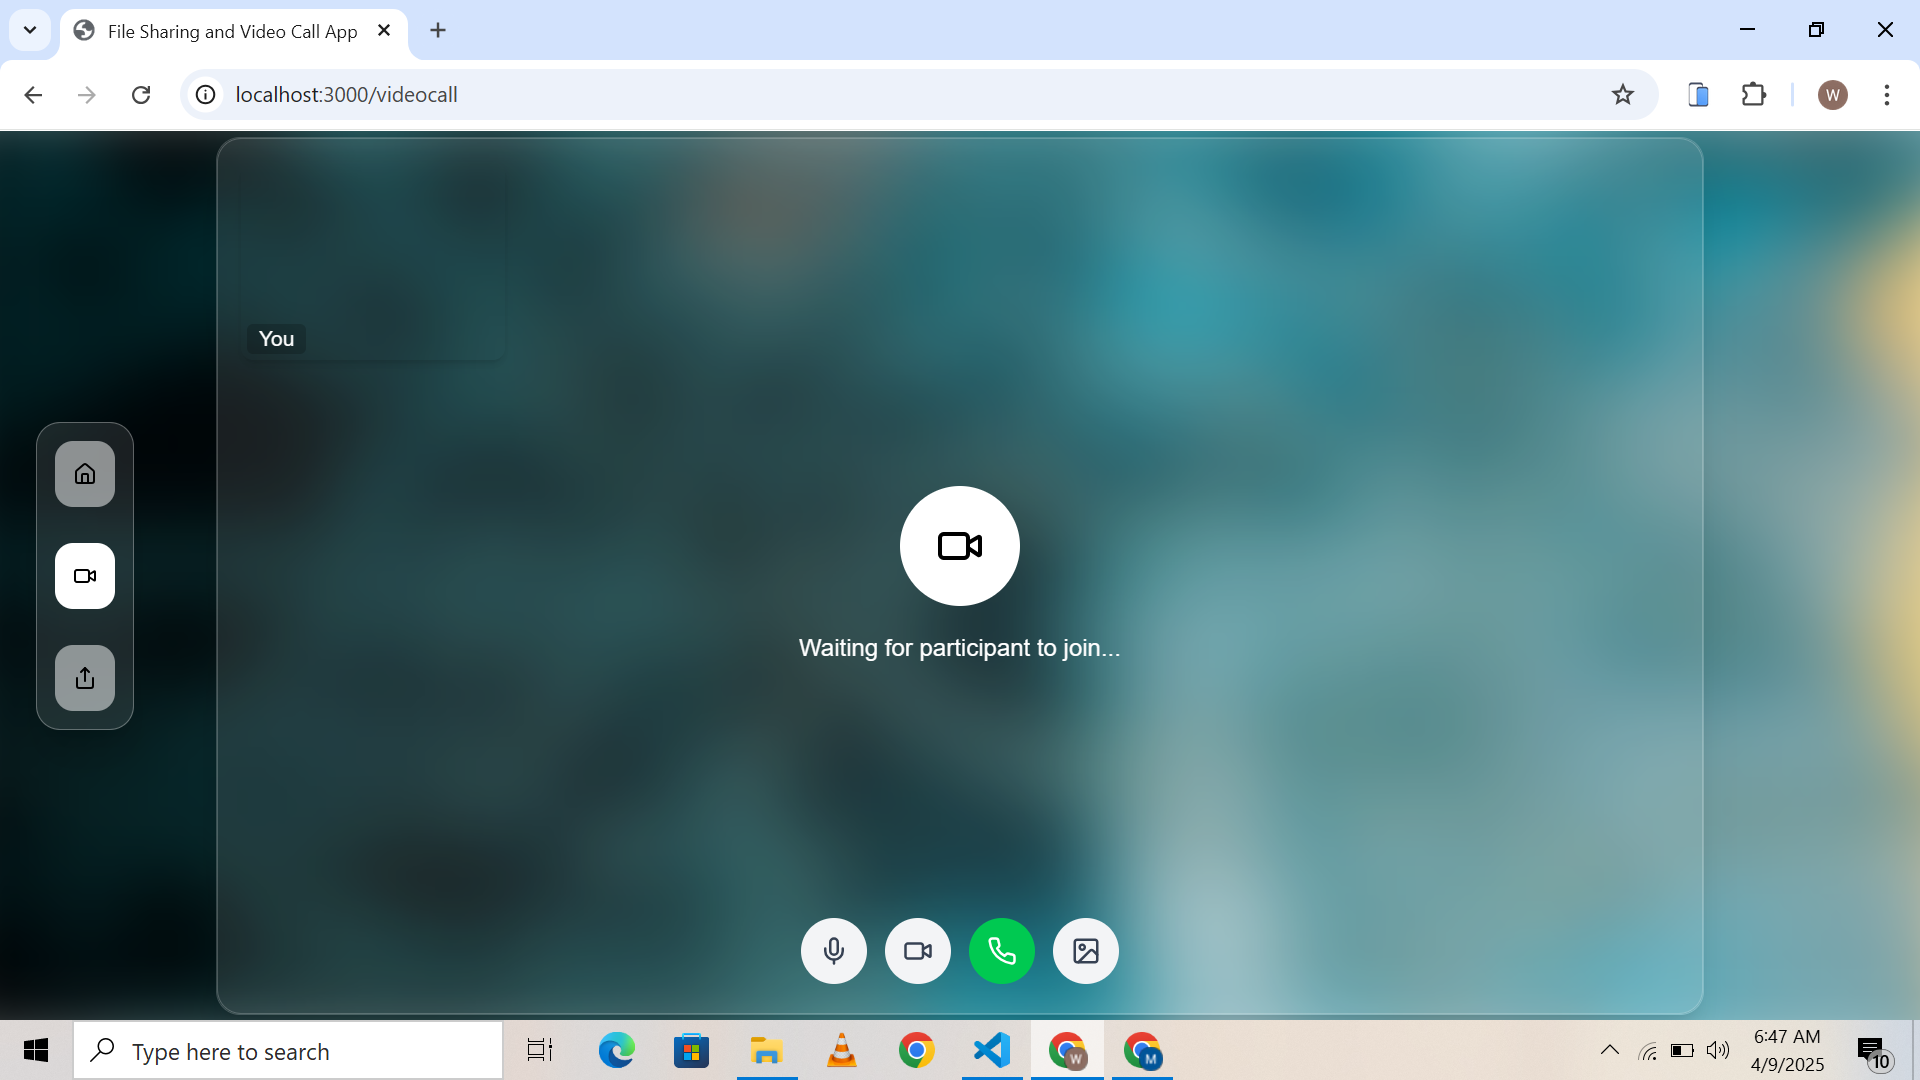 File Sharing and Video Call App
localhost:3000/videocall
W
You
Waiting for participant to join...
Type here to search
W
M
6:47 AM
4/9/2025
10